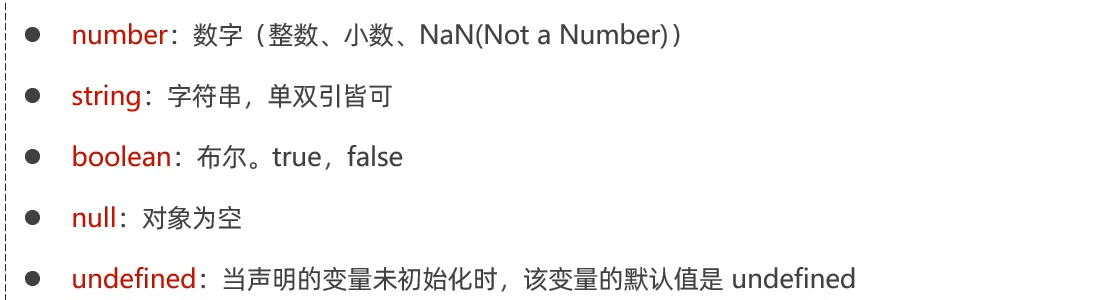 ● number：数字（整数、小数、NaN(Not a Number)）
● string：字符串，单双引皆可
● boolean：布尔。true，false
● null：对象为空
● undefined：当声明的变量未初始化时，该变量的默认值是 undefined